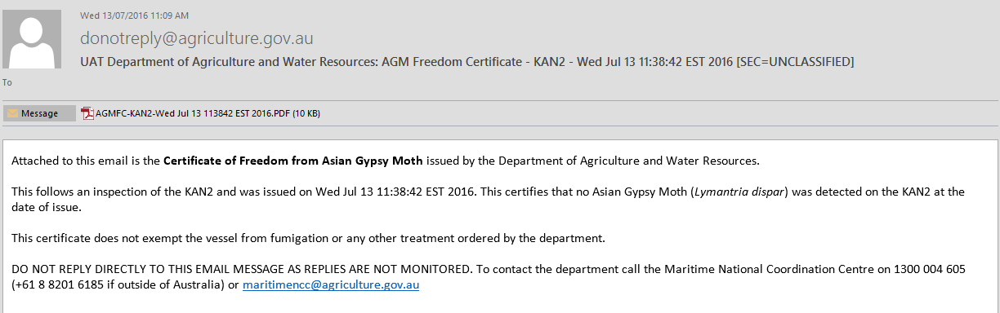 Wed 13/07/2016 11:09 AM
donotreply@agriculture.gov.au
UAT Department of Agriculture and Water Resources: AGM Freedom Certificate - KAN2 - Wed Jul 13 11:38:42 EST 2016 [SEC=UNCLASSIFIED]
To
Message AGMFC-KAN2-Wed Jul 13 113842 EST 2016.PDF (10 KB)
Attached to this email is the Certificate of Freedom from Asian Gypsy Moth issued by the Department of Agriculture and Water Resources.
This follows an inspection of the KAN2 and was issued on Wed Jul 13 11:38:42 EST 2016. This certifies that no Asian Gypsy Moth (Lymantria dispar) was detected on the KAN2 at the
date of issue.
This certificate does not exempt the vessel from fumigation or any other treatment ordered by the department.
DO NOT REPLY DIRECTLY TO THIS EMAIL MESSAGE AS REPLIES ARE NOT MONITORED. To contact the department call the Maritime National Coordination Centre on 1300 004 605
(+61 8 8201 6185 if outside of Australia) or maritimencc@agriculture.gov.au